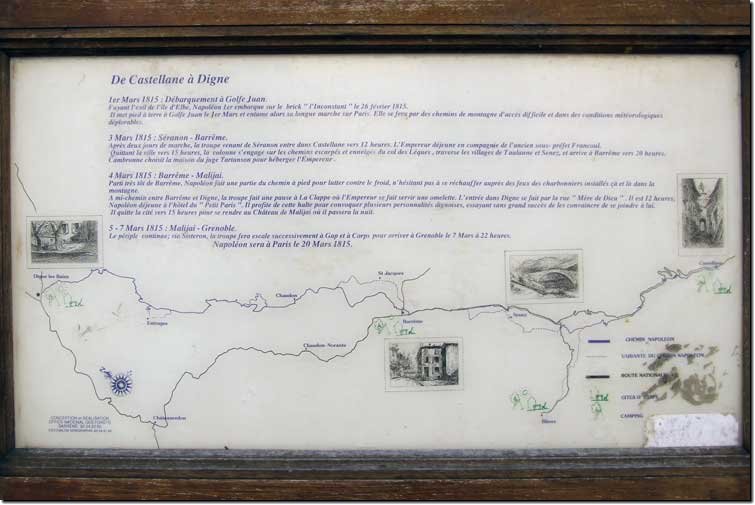 De Castellane à Digne
1er Mars 1815 : Débarquement à Golfe Juan.
Fuyant l'exil de l'île d'Elbe, Napoléon 1er embarque sur le brick " l'Inconstant " le 26 février 1815.
Il met pied à terre à Golfe Juan le 1er Mars et entame alors sa longue marche sur Paris. Elle se fera par des chemins de montagne d'accès difficile et dans des conditions météorologiques
déplorables.
3 Mars 1815 : Séranon - Barrême.
Après deux jours de marche, la troupe venant de Séranon entre dans Castellane vers 12 heures. L'Empereur déjeune en compagnie de l'ancien sous- préfet Francoul.
Quittant la ville vers 15 heures, la colonne s'engage sur les chemins escarpés et enneigés du col des Lèques, traverse les villages de Taulanne et Senez, et arrive à Barrême vers 20 heures.
Cambronne choisit la maison du juge Tartanson pour héberger l'Empereur.
4 Mars 1815 : Barrême - Malijai.
Parti très tôt de Barrême, Napoléon fait une partie du chemin à pied pour lutter contre le froid, n'hésitant pas à se réchauffer auprès des feux des charbonniers installés çà et là dans la
montagne.
A mi-chemin entre Barrême et Digne, la troupe fait une pause à La Clappe où l'Empereur se fait servir une omelette. L'entrée dans Digne se fait par la rue " Mère de Dieu " . Il est 12 heures,
Napoléon déjeune à l'hôtel du " Petit Paris ". Il profite de cette halte pour convoquer plusieurs personnalités dignoises, essayant sans grand succès de les convaincre de se joindre à lui.
Il quitte la cité vers 15 heures pour se rendre au Château de Malijai où il passera la nuit.
5 - 7 Mars 1815 : Malijai - Grenoble.
Le périple continue; via Sisteron, la troupe fera escale successivement à Gap et à Corps pour arriver à Grenoble le 7 Mars à 22 heures.
Napoléon sera à Paris le 20 Mars 1815.
Digne les Bains
Entrages
Chaudon
St Jacques
Barrême
Senez
Castellane
Chaudon-Norante
Châteauredon
Blieux
CHEMIN NAPOLEON
VARIANTE DU CHEMIN NAPOLEON
ROUTE NATIONALE
GITES D'
CAMPING
CONCEPTION et REALISATION
OFFICE NATIONAL DES FORETS
BARREME